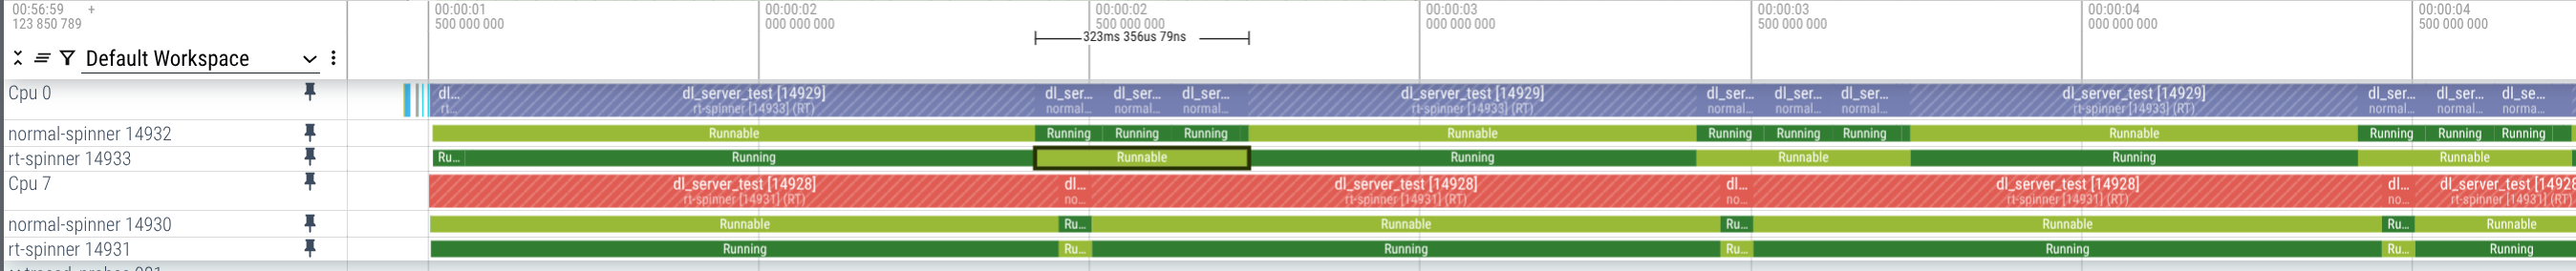 00:56:59 +
123 850 789
00:00:01
500 000 000
00:00:02
000 000 000
00:00:02
500 000 000
00:00:03
000 000 000
00:00:03
500 000 000
00:00:04
000 000 000
00:00:04
500 000 000
323ms 356us 79ns
Default Workspace
Cpu 0
dl... dl_server_test [14929] dl_ser... dl_ser... dl_ser... dl_server_test [14929] dl_ser... dl_ser... dl_ser... dl_server_test [14929] dl_ser... dl_ser... dl_se...
rt... rt-spinner [14933] (RT) normal... normal... normal... rt-spinner [14933] (RT) normal... normal... normal... rt-spinner [14933] (RT) normal... normal... norma...
normal-spinner 14932 Runnable Running Running Running Runnable Running Running Running Runnable Running Running Running
rt-spinner 14933 Ru... Running Runnable Running Runnable Running Runnable
Cpu 7
dl_server_test [14928] dl... dl_server_test [14928] dl... dl_server_test [14928] dl... dl_server_test [14928
rt-spinner [14931] (RT) no... rt-spinner [14931] (RT) no... rt-spinner [14931] (RT) no... rt-spinner [14931] (RT)
normal-spinner 14930 Runnable Ru... Runnable Ru... Runnable Ru... Runnable
rt-spinner 14931 Running Ru... Running Ru... Running Ru... Running